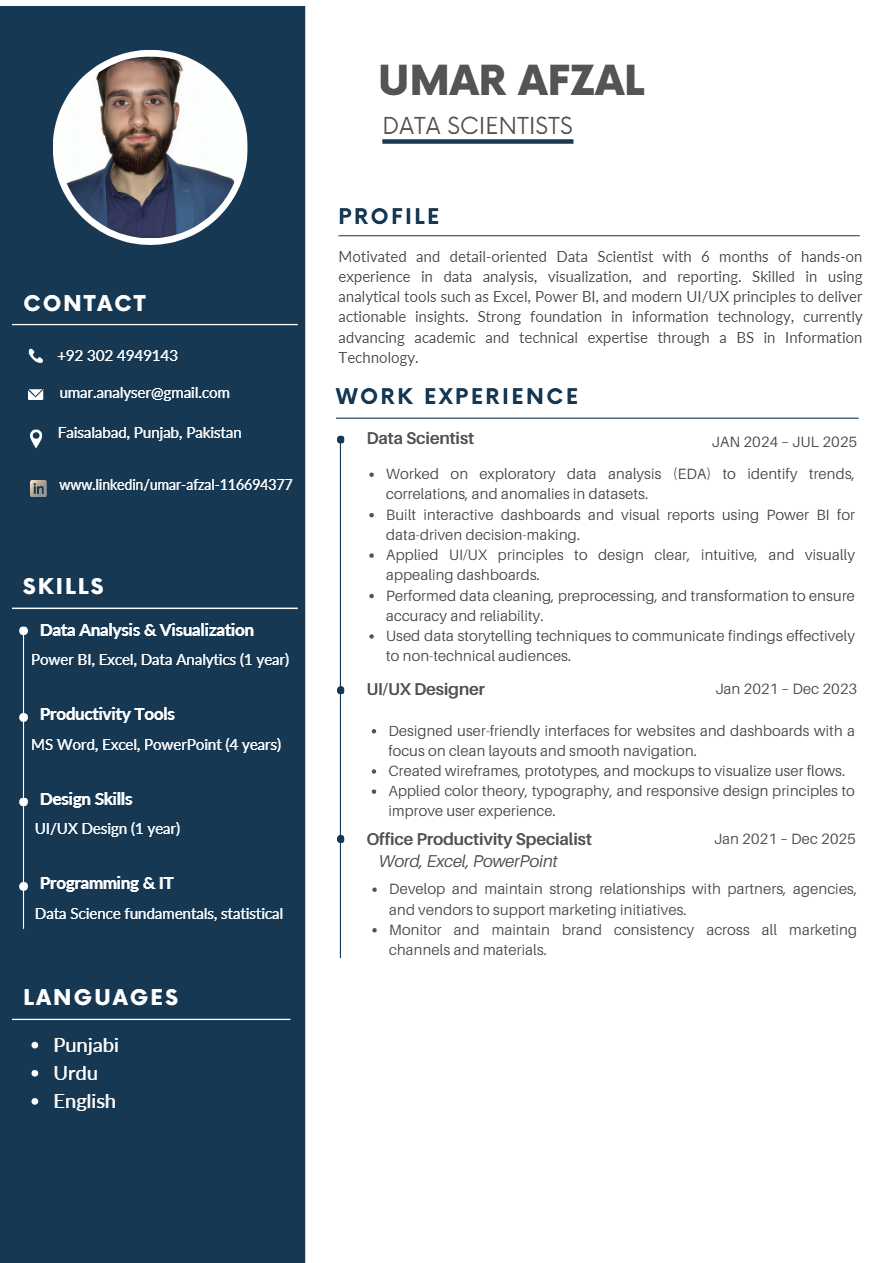 UMAR AFZAL
DATA SCIENTISTS
CONTACT
+92 302 4949143
umar.analyser@gmail.com
Faisalabad, Punjab, Pakistan
in
www.linkedin/umar-afzal-116694377
SKILLS
Data Analysis & Visualization
Power BI, Excel, Data Analytics (1 year)
Productivity Tools
MS Word, Excel, PowerPoint (4 years)
Design Skills
UI/UX Design (1 year)
Programming & IT
Data Science fundamentals, statistical
LANGUAGES
• Punjabi
• Urdu
• English
PROFILE
Motivated and detail-oriented Data Scientist with 6 months of hands-on
experience in data analysis, visualization, and reporting. Skilled in using
analytical tools such as Excel, Power BI, and modern UI/UX principles to deliver
actionable insights. Strong foundation in information technology, currently
advancing academic and technical expertise through a BS in Information
Technology.
WORK EXPERIENCE
Data Scientist JAN 2024 – JUL 2025
• Worked on exploratory data analysis (EDA) to identify trends,
correlations, and anomalies in datasets.
• Built interactive dashboards and visual reports using Power BI for
data-driven decision-making.
• Applied UI/UX principles to design clear, intuitive, and visually
appealing dashboards.
• Performed data cleaning, preprocessing, and transformation to ensure
accuracy and reliability.
• Used data storytelling techniques to communicate findings effectively
to non-technical audiences.
UI/UX Designer Jan 2021 – Dec 2023
• Designed user-friendly interfaces for websites and dashboards with a
focus on clean layouts and smooth navigation.
• Created wireframes, prototypes, and mockups to visualize user flows.
• Applied color theory, typography, and responsive design principles to
improve user experience.
Office Productivity Specialist Jan 2021 – Dec 2025
Word, Excel, PowerPoint
• Develop and maintain strong relationships with partners, agencies,
and vendors to support marketing initiatives.
• Monitor and maintain brand consistency across all marketing
channels and materials.